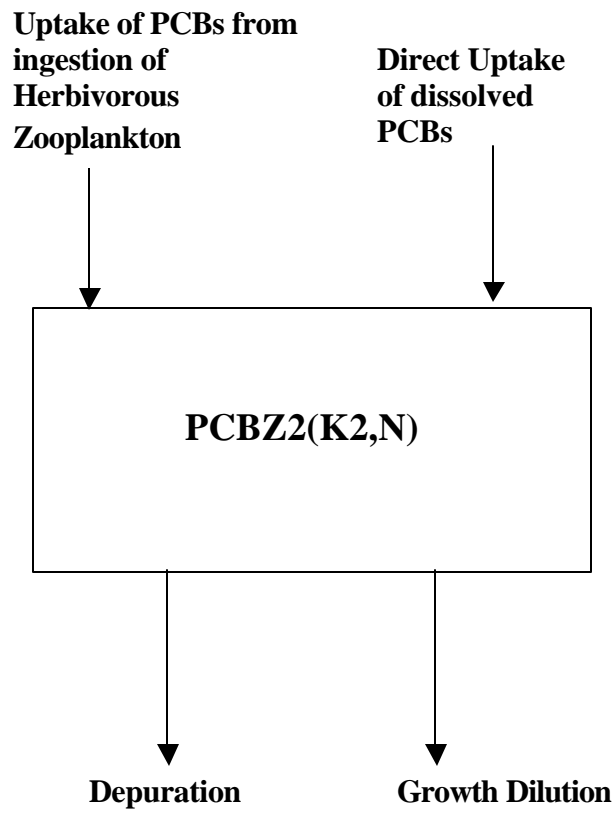 Uptake of PCBs from
ingestion of
Herbivorous
Zooplankton
Direct Uptake
of dissolved
PCBs
PCBZ2(K2,N)
Depuration
Growth Dilution